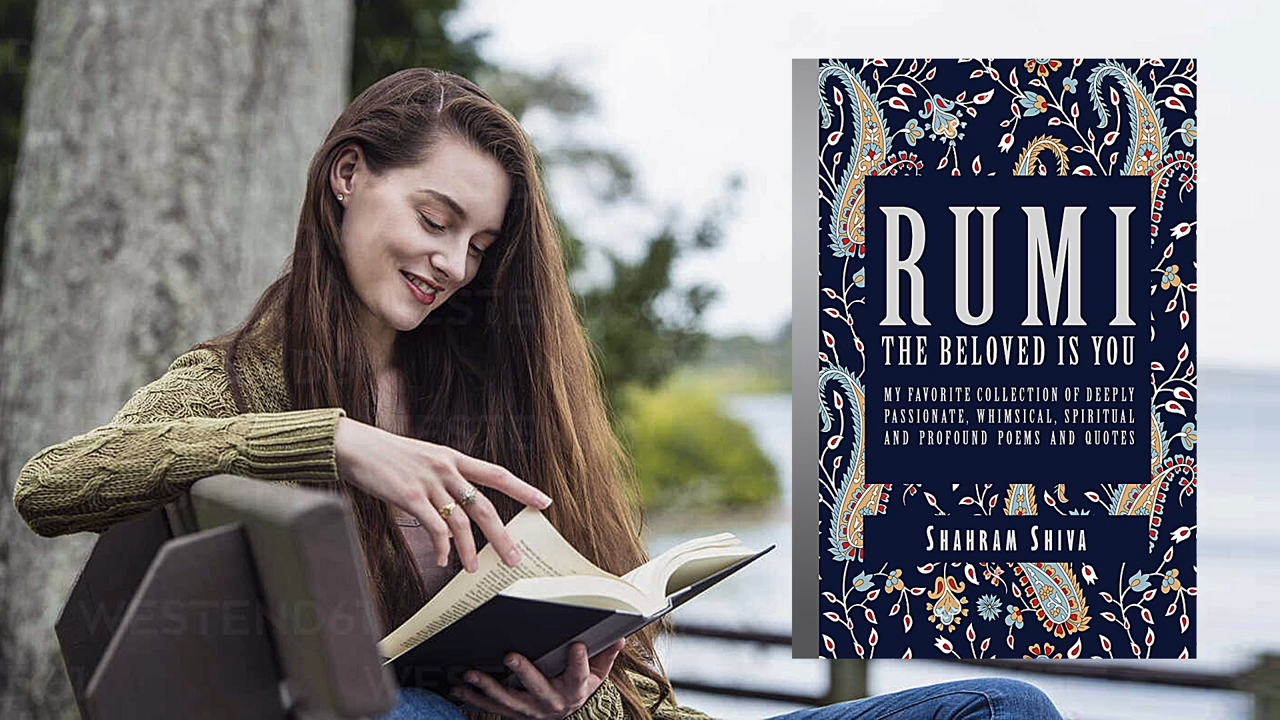 RUMI
THE BELOVED IS YOU
MY FAVORITE COLLECTION OF DEEPLY
PASSIONATE, WHIMSICAL, SPIRITUAL
AND PROFOUND POEMS AND QUOTES
SHAHRAM SHIVA
WESTEND61